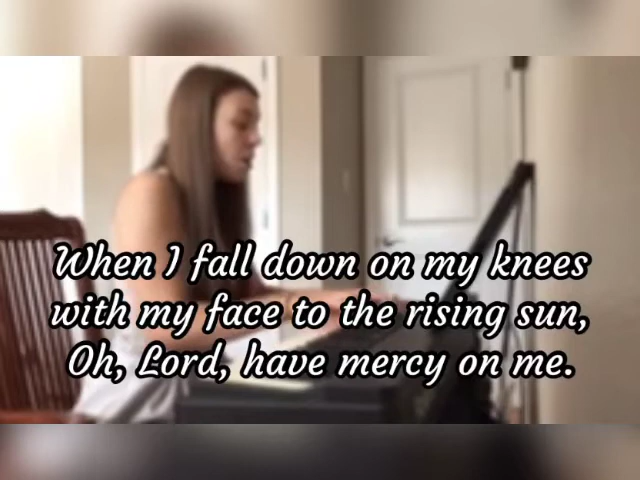 When I fall down on my knees
with my face to the rising sun,
Oh, Lord, have mercy on me.